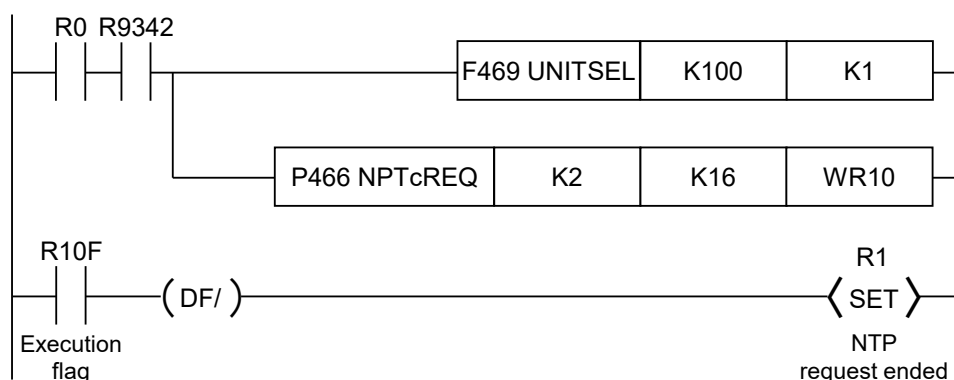 R0 R9342
F469 UNITSEL K100 K1
P466 NPTcREQ K2 K16 WR10
R10F
R1
DF/
SET
Execution
flag
NTP
request ended